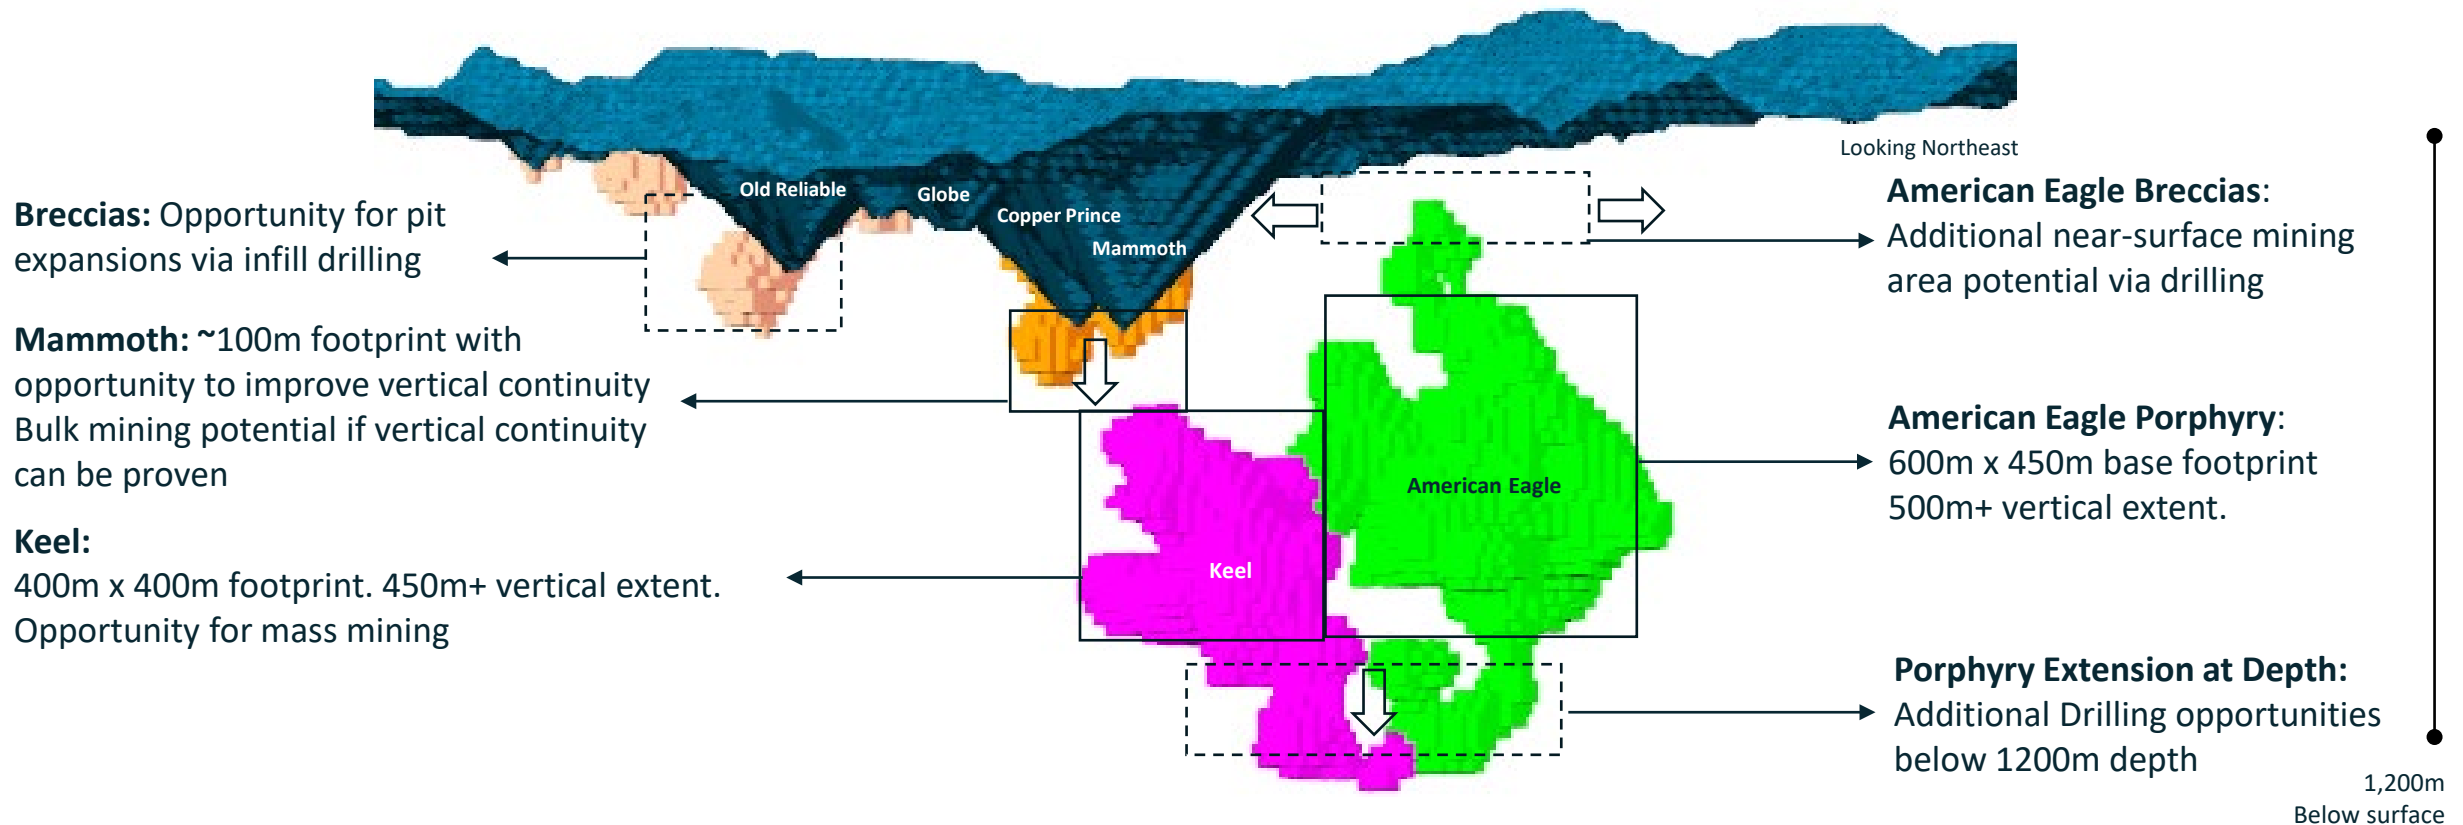 Looking Northeast
Old Reliable
Globe
Copper Prince
Mammoth
Breccias: Opportunity for pit
expansions via infill drilling
Mammoth: ~100m footprint with
opportunity to improve vertical continuity
Bulk mining potential if vertical continuity
can be proven
Keel:
400m x 400m footprint. 450m+ vertical extent.
Opportunity for mass mining
American Eagle
Keel
American Eagle Breccias:
Additional near-surface mining
area potential via drilling
American Eagle Porphyry:
600m x 450m base footprint
500m+ vertical extent.
Porphyry Extension at Depth:
Additional Drilling opportunities
below 1200m depth
1,200m
Below surface